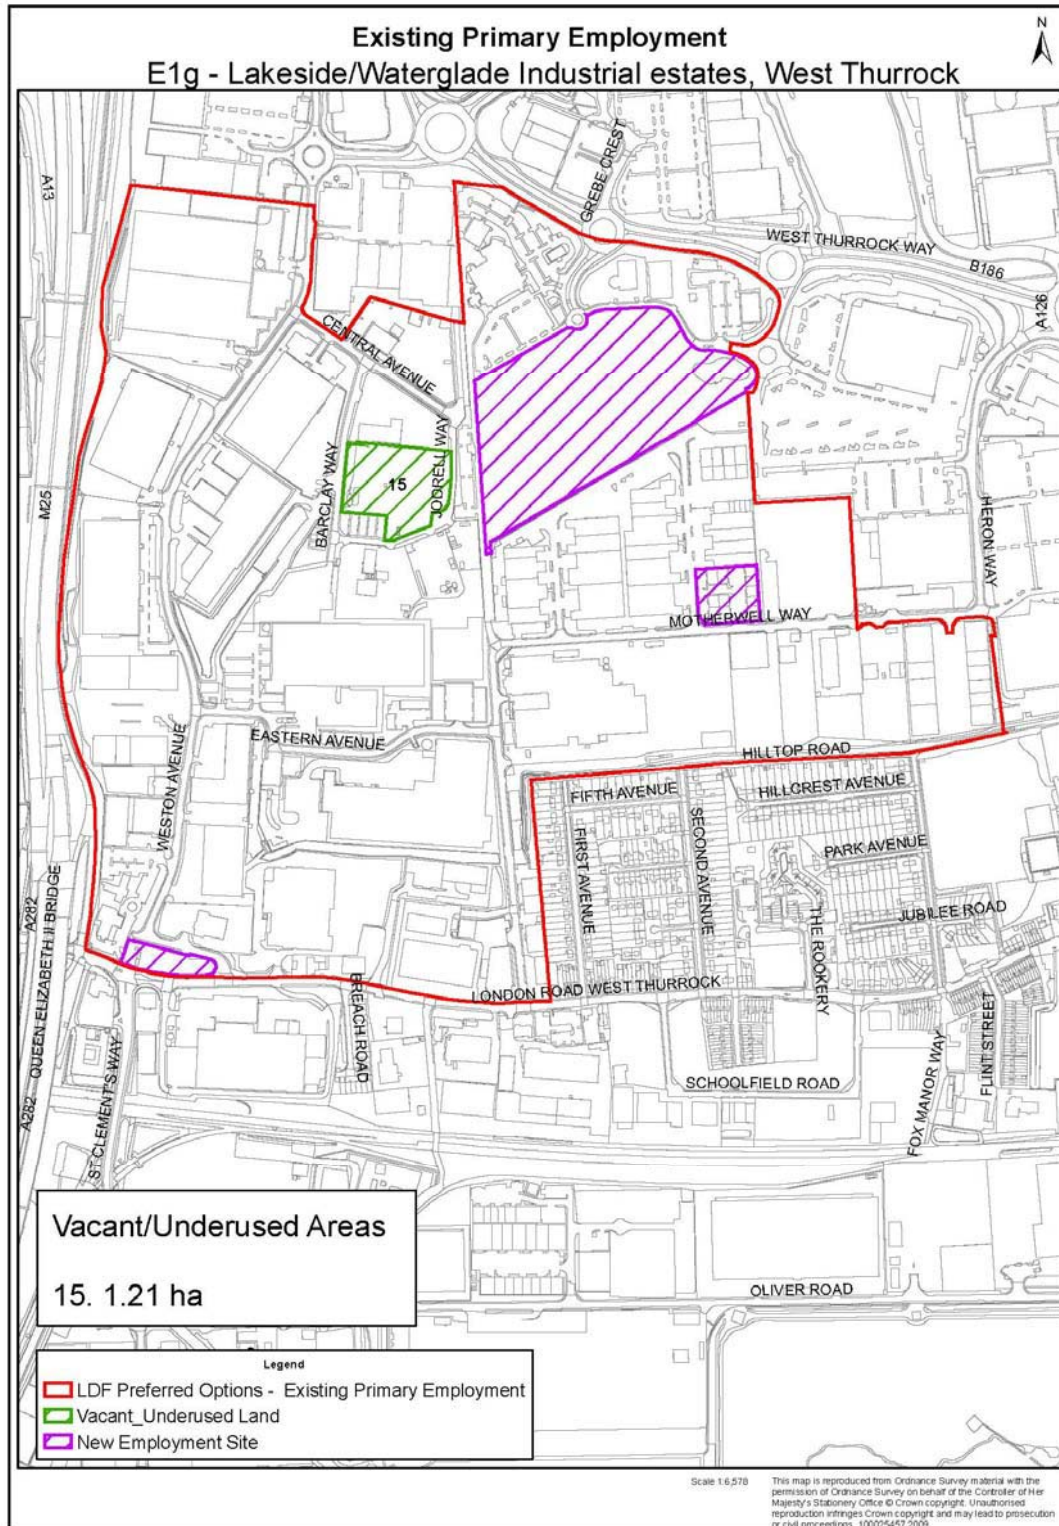 Existing Primary Employment
N
E1g - Lakeside/Waterglade Industrial estates, West Thurrock
A13
GREBE CREST
WEST THURROCK WAY
B186
A126
CENTRAL AVENUE
JODRELL WAY
BARCLAY WAY
15
M25
HERON WAY
MOTHERWELL WAY
EASTERN AVENUE
HILLTOP ROAD
WESTON AVENUE
FIFTH AVENUE
HILLCREST AVENUE
FIRST AVENUE
SECOND AVENUE
PARK AVENUE
JUBILEE ROAD
THE ROOKERY
A282
QUEEN ELIZABETH II BRIDGE
LONDON ROAD WEST THURROCK
BREACH ROAD
FLINT STREET
FOX MANOR WAY
SCHOOLFIELD ROAD
A282
ST CLEMENT'S WAY
OLIVER ROAD
Vacant/Underused Areas
15. 1.21 ha
Legend
LDF Preferred Options - Existing Primary Employment
Vacant_Underused Land
New Employment Site
Scale 1:6,578
This map is reproduced from Ordnance Survey material with the
permission of Ordnance Survey on behalf of the Controller of Her
Majesty's Stationery Office © Crown copyright. Unauthorised
reproduction infringes Crown copyright and may lead to prosecution
or civil proceedings. 100025457 2009